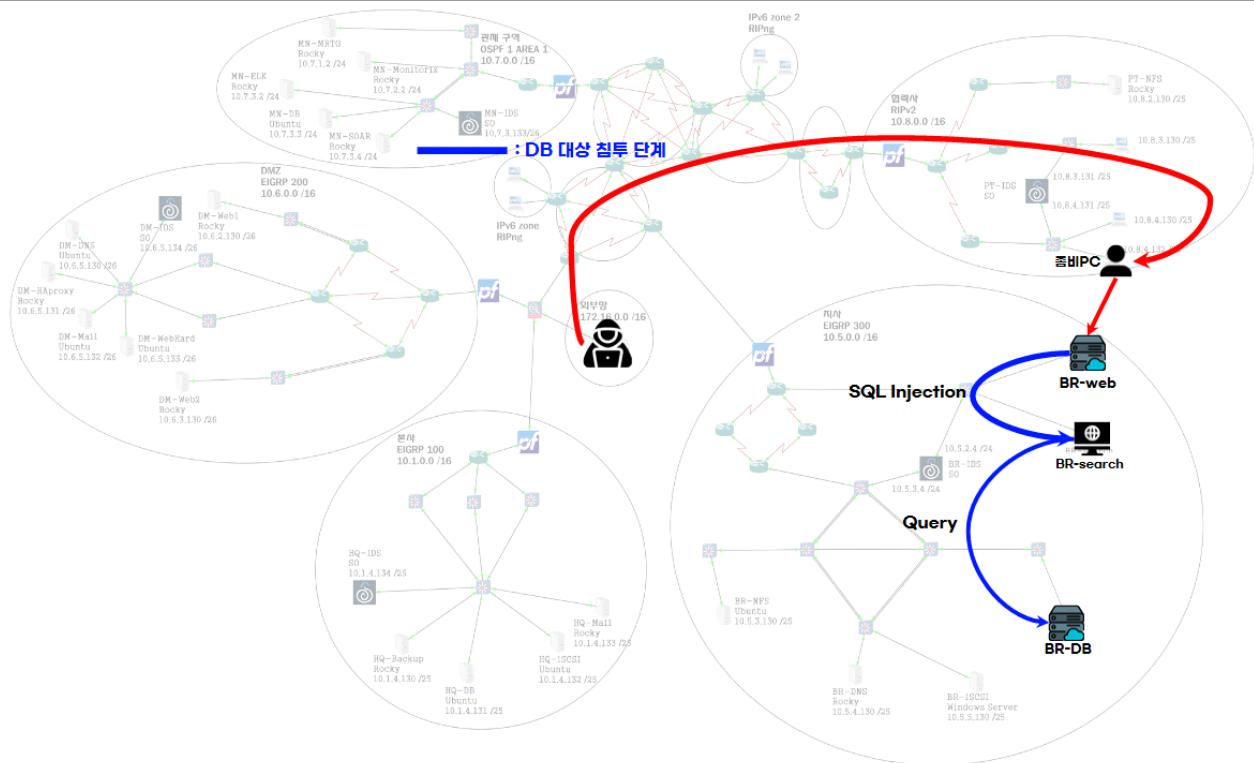 관제 구역
OSPF 1 AREA 1
10.7.0.0 /16
MN-MRTG
Rocky
10.7.1.2 /24
MN-Monitorix
Rocky
10.7.2.2 /24
MN-ELK
Rocky
10.7.3.2 /24
MN-DB
Ubuntu
10.7.3.3 /24
MN-SOAR
Rocky
10.7.3.4 /24
MN-IDS
SO
10.7.3.133/26
: DB 대상 침투 단계
IPv6 zone 2
RIPng
IPv6 zone
RIPng
협력사
RIPv2
10.8.0.0 /16
PT-NFS
Rocky
10.8.2.130 /25
10.8.3.130 /25
10.8.3.131 /25
PT-IDS
SO
10.8.4.131 /25
10.8.4.130 /25
10.8.4.132 /25
좀비PC
DMZ
EIGRP 200
10.6.0.0 /16
DM-Web1
Rocky
10.6.2.130 /26
DM-IDS
SO
10.6.5.134 /26
DM-DNS
Ubuntu
10.6.5.130 /26
DM-HAproxy
Rocky
10.6.5.131 /26
DM-Mail
Ubuntu
10.6.5.132 /26
DM-WebHard
Ubuntu
10.6.5.133 /26
DM-Web2
Rocky
10.6.3.130 /26
외부망
172.16.0.0 /16
지사
EIGRP 300
10.5.0.0 /16
BR-web
SQL Injection
BR-search
10.5.2.4 /24
BR-IDS
SO
10.5.3.4 /24
Query
BR-NFS
Ubuntu
10.5.3.130 /25
BR-DB
BR-DNS
Rocky
10.5.4.130 /25
BR-iSCSI
Windows Server
10.5.5.130 /25
본사
EIGRP 100
10.1.0.0 /16
HQ-IDS
SO
10.1.4.134 /25
HQ-Mail
Rocky
10.1.4.133 /25
HQ-iSCSI
Ubuntu
10.1.4.132 /25
HQ-Backup
Rocky
10.1.4.130 /25
HQ-DB
Ubuntu
10.1.4.131 /25